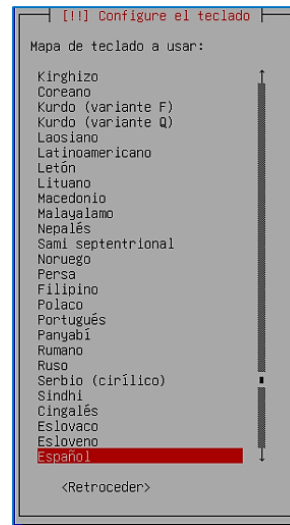 [!!] Configure el teclado
Mapa de teclado a usar:
Kirghizo
Coreano
Kurdo (variante F)
Kurdo (variante Q)
Laosiano
Latinoamericano
Letón
Lituano
Macedonio
Malayalamo
Nepalés
Sami septentrional
Noruego
Persa
Filipino
Polaco
Portugués
Panyabí
Rumano
Ruso
Serbio (cirílico)
Sindhi
Cingalés
Eslovaco
Esloveno
Español
<Retroceder>